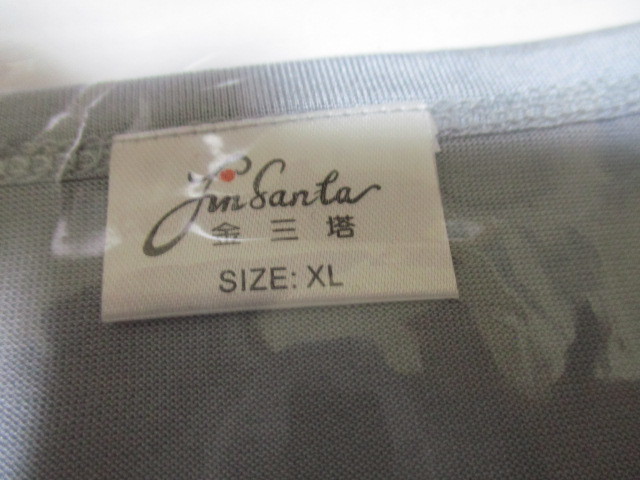 JinSanta
金三塔
SIZE: XL